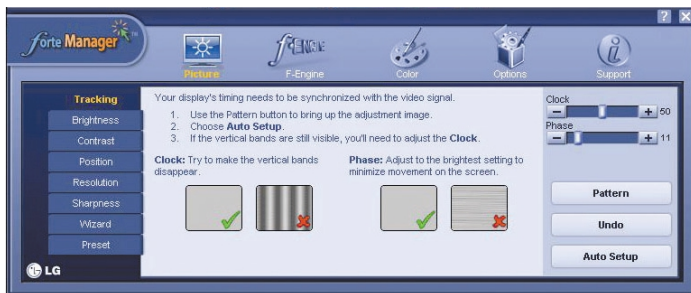 forte Manager™
? X
Picture
F-ENGINE
F-Engine
Color
Options
Support
Tracking
Brightness
Contrast
Position
Resolution
Sharpness
Wizard
Preset
LG
Your display's timing needs to be synchronized with the video signal.
1. Use the Pattern button to bring up the adjustment image.
2. Choose Auto Setup.
3. If the vertical bands are still visible, you'll need to adjust the Clock.
Clock: Try to make the vertical bands
disappear.
Phase: Adjust to the brightest setting to
minimize movement on the screen.
Clock
- + 50
Phase
- + 11
Pattern
Undo
Auto Setup